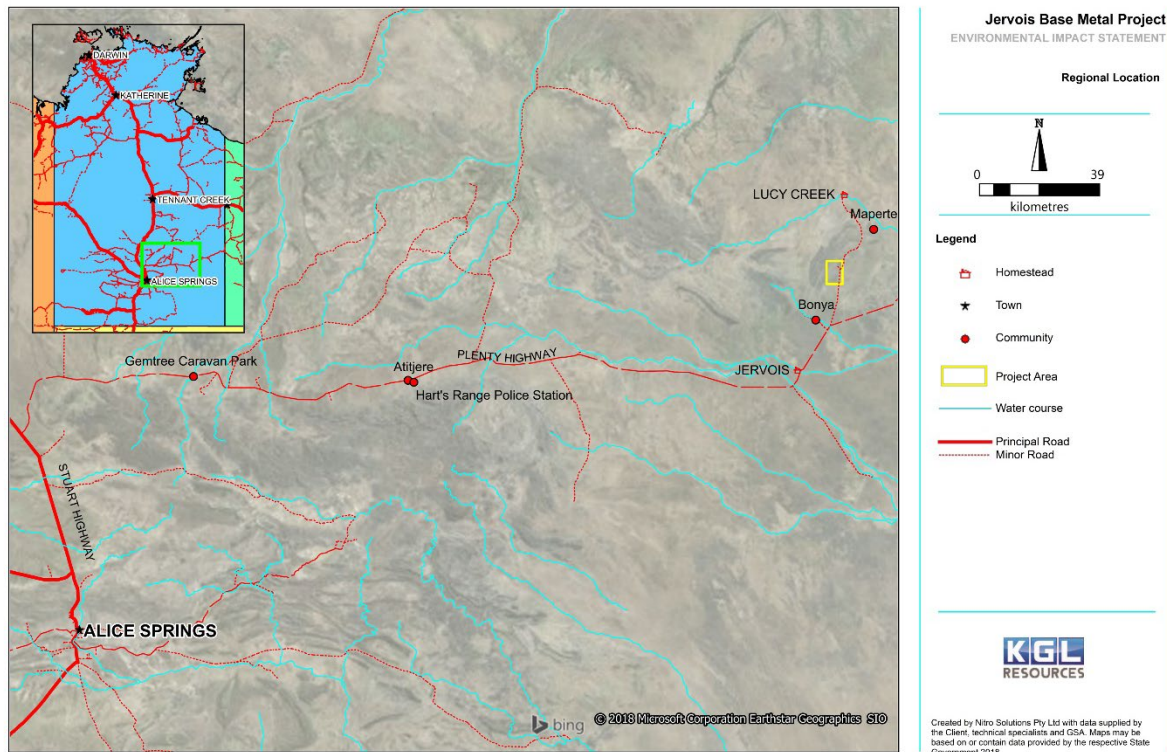 DARWIN
KATHERINE
TENNANT CREEK
ALICE SPRINGS
LUCY CREEK
Maperte
Bonya
Gemtree Caravan Park
Atitjere
PLENTY HIGHWAY
JERVOIS
Hart's Range Police Station
STUART HIGHWAY
ALICE SPRINGS
bing
© 2018 Microsoft Corporation Earthstar Geographics SIO
Jervois Base Metal Project
ENVIRONMENTAL IMPACT STATEMENT
Regional Location
N
0 39
kilometres
Legend
Homestead
Town
Community
Project Area
Water course
Principal Road
Minor Road
KGL
RESOURCES
Created by Nitro Solutions Pty Ltd with data supplied by
the Client, technical specialists and GSA. Maps may be
based on or contain data provided by the respective State
Government 2018